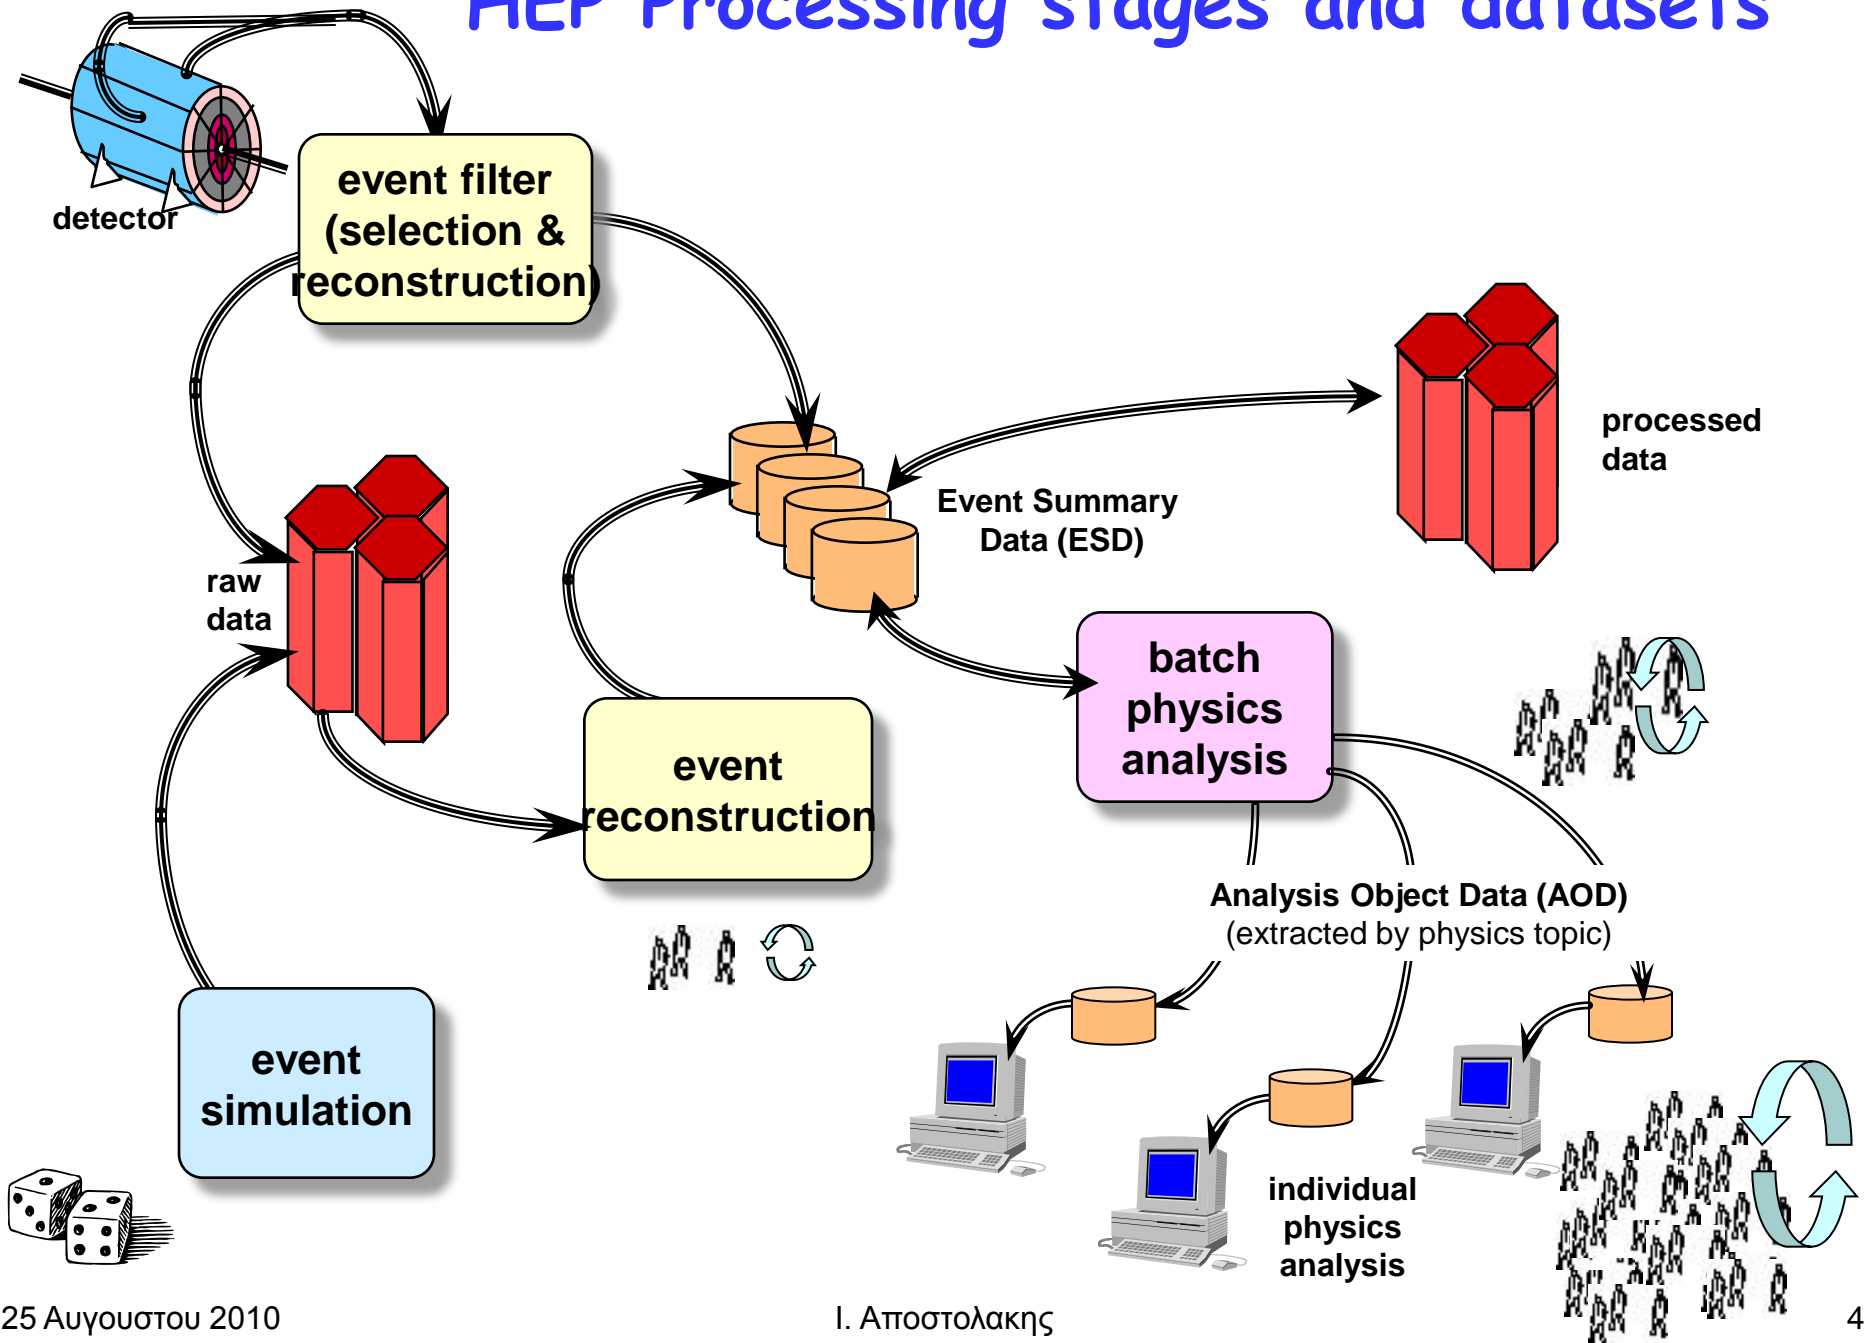 HEP Processing stages and datasets
detector
event filter
(selection &
reconstruction)
processed
data
Event Summary
Data (ESD)
raw
data
batch
physics
analysis
event
reconstruction
Analysis Object Data (AOD)
(extracted by physics topic)
event
simulation
individual
physics
analysis
25 Αυγουστου 2010
Ι. Αποστολακης
4